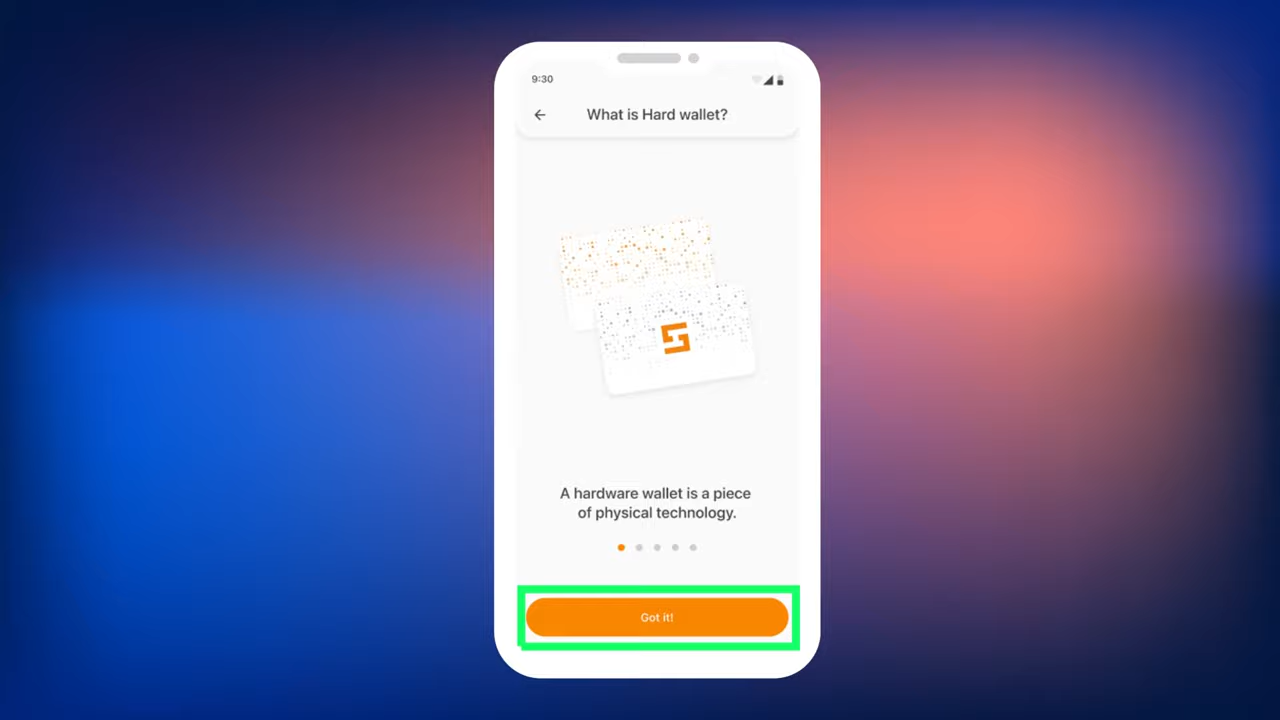 9:30
What is Hard wallet?
A hardware wallet is a piece
of physical technology.
Got it!